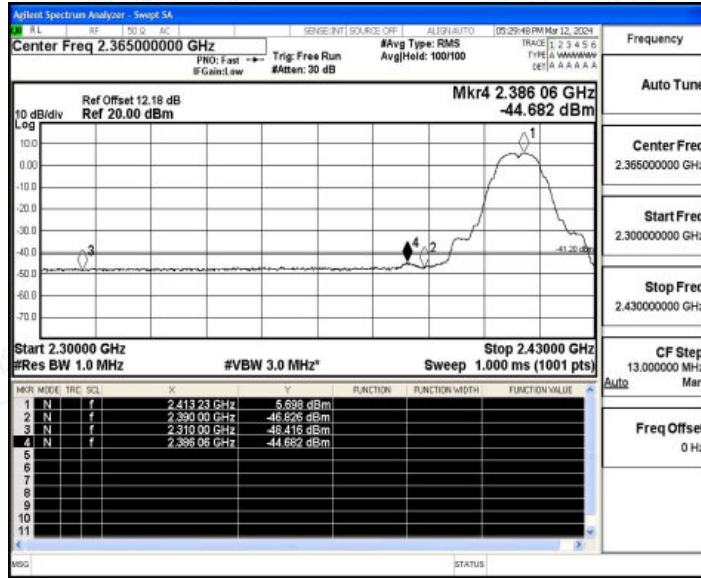 Agilent Spectrum Analyzer - Swept SA
RL RF 50 Ω AC SENSE:INT SOURCE OFF ALIGN AUTO 05:29:48 PM Mar 12, 2024
Center Freq 2.365000000 GHz
PNO: Fast
IFGain:Low
Trig: Free Run
#Atten: 30 dB
#Avg Type: RMS
Avg|Hold: 100/100
TRACE 1 2 3 4 5 6
TYPE A WWWWW
DET A A A A A A
Frequency
Auto Tune
Center Freq
2.365000000 GHz
Start Freq
2.300000000 GHz
Stop Freq
2.430000000 GHz
CF Step
13.000000 MHz
Auto Man
Freq Offset
0 Hz
Mkr4 2.386 06 GHz
-44.682 dBm
Ref Offset 12.18 dB
10 dB/div Ref 20.00 dBm
Log
10.0
0.00
-10.0
-20.0
-30.0
-40.0
-50.0
-60.0
-70.0
1
2
3
4
-41.20 dBm
Start 2.30000 GHz
Stop 2.43000 GHz
#Res BW 1.0 MHz #VBW 3.0 MHz* Sweep 1.000 ms (1001 pts)
MKR MODE TRC SCL X Y FUNCTION FUNCTION WIDTH FUNCTION VALUE
1 N f 2.413 23 GHz 5.698 dBm
2 N f 2.390 00 GHz -46.826 dBm
3 N f 2.310 00 GHz -48.416 dBm
4 N f 2.386 06 GHz -44.682 dBm
5
6
7
8
9
10
11
MSG STATUS